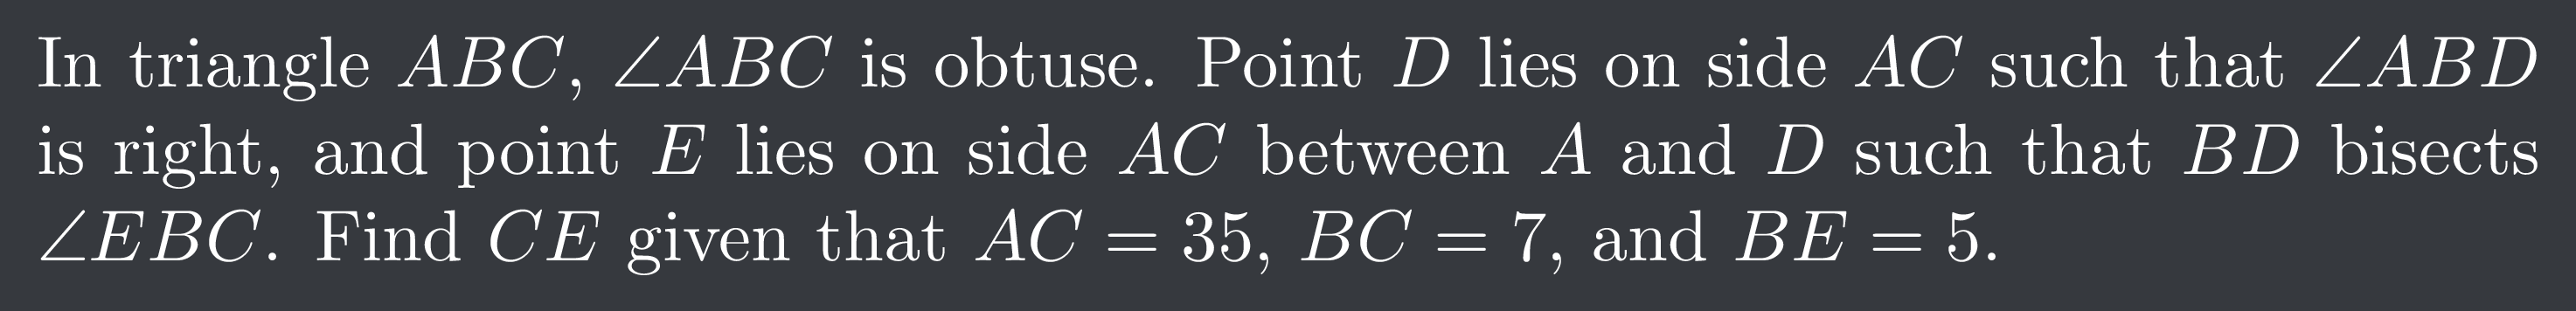 In triangle ABC, ∠ABC is obtuse. Point D lies on side AC such that ∠ABD
is right, and point E lies on side AC between A and D such that BD bisects
∠EBC. Find CE given that AC = 35, BC = 7, and BE = 5.